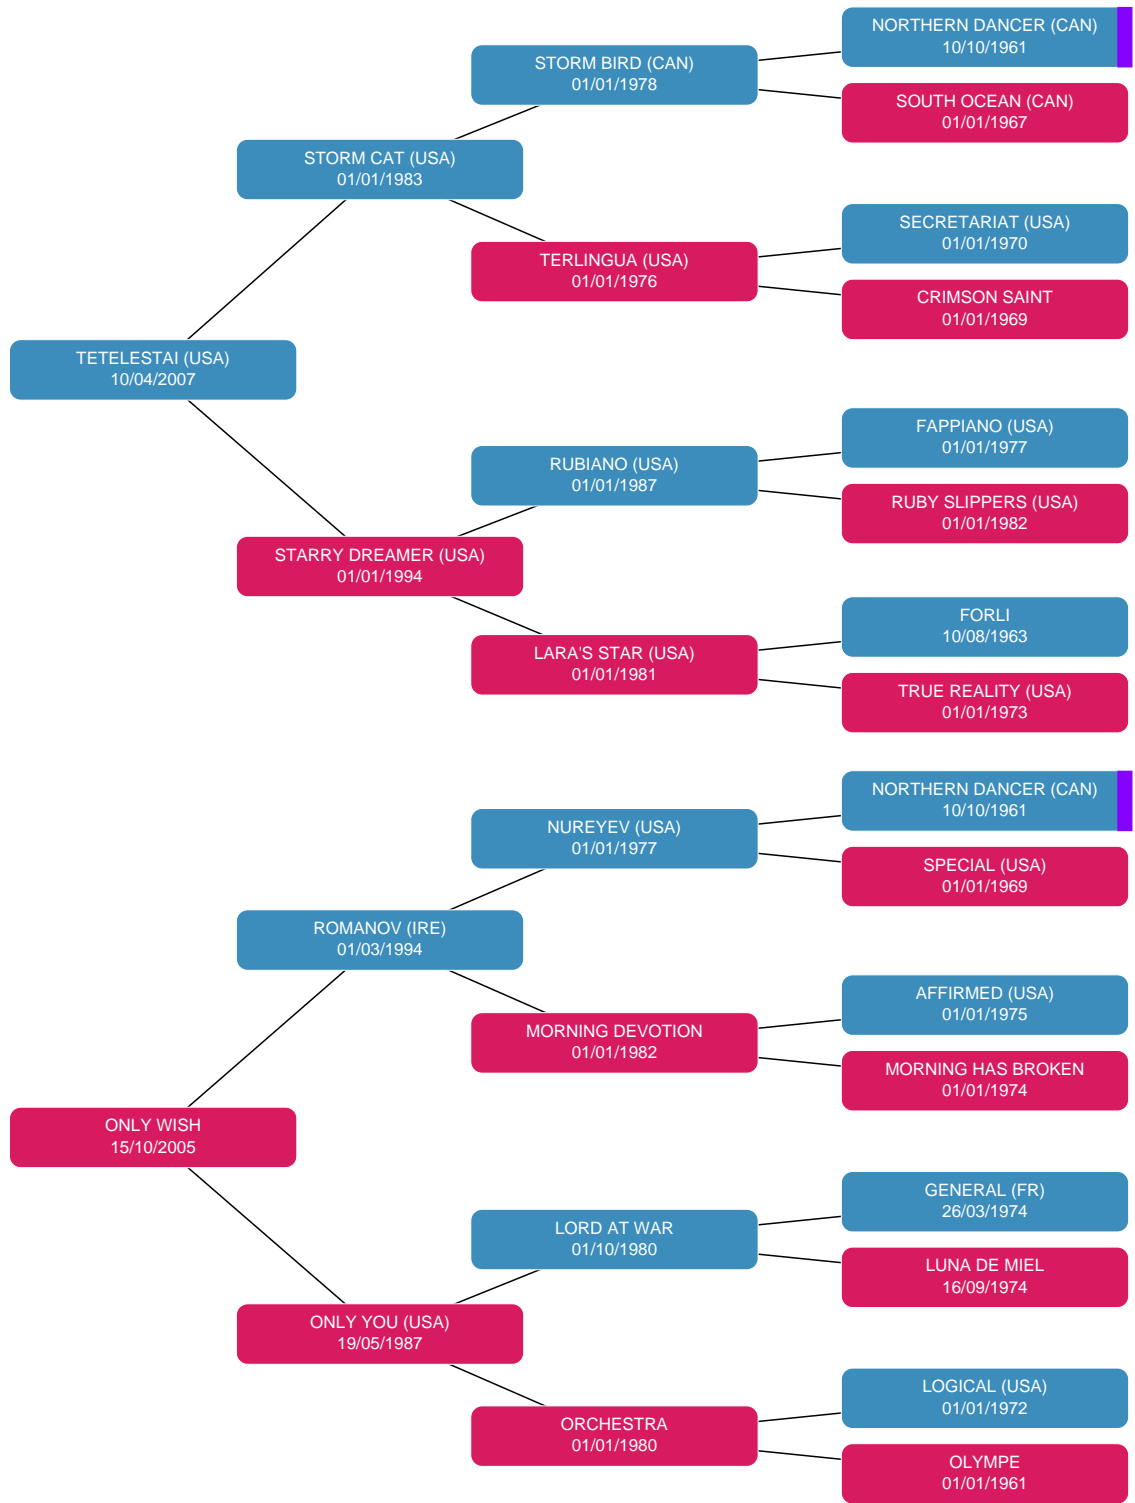 NORTHERN DANCER (CAN)
10/10/1961
STORM BIRD (CAN)
01/01/1978
SOUTH OCEAN (CAN)
01/01/1967
STORM CAT (USA)
01/01/1983
SECRETARIAT (USA)
01/01/1970
TERLINGUA (USA)
01/01/1976
CRIMSON SAINT
01/01/1969
TETELESTAI (USA)
10/04/2007
FAPPIANO (USA)
01/01/1977
RUBIANO (USA)
01/01/1987
RUBY SLIPPERS (USA)
01/01/1982
STARRY DREAMER (USA)
01/01/1994
FORLI
10/08/1963
LARA'S STAR (USA)
01/01/1981
TRUE REALITY (USA)
01/01/1973
NORTHERN DANCER (CAN)
10/10/1961
NUREYEV (USA)
01/01/1977
SPECIAL (USA)
01/01/1969
ROMANOV (IRE)
01/03/1994
AFFIRMED (USA)
01/01/1975
MORNING DEVOTION
01/01/1982
MORNING HAS BROKEN
01/01/1974
ONLY WISH
15/10/2005
GENERAL (FR)
26/03/1974
LORD AT WAR
01/10/1980
LUNA DE MIEL
16/09/1974
ONLY YOU (USA)
19/05/1987
LOGICAL (USA)
01/01/1972
ORCHESTRA
01/01/1980
OLYMPE
01/01/1961